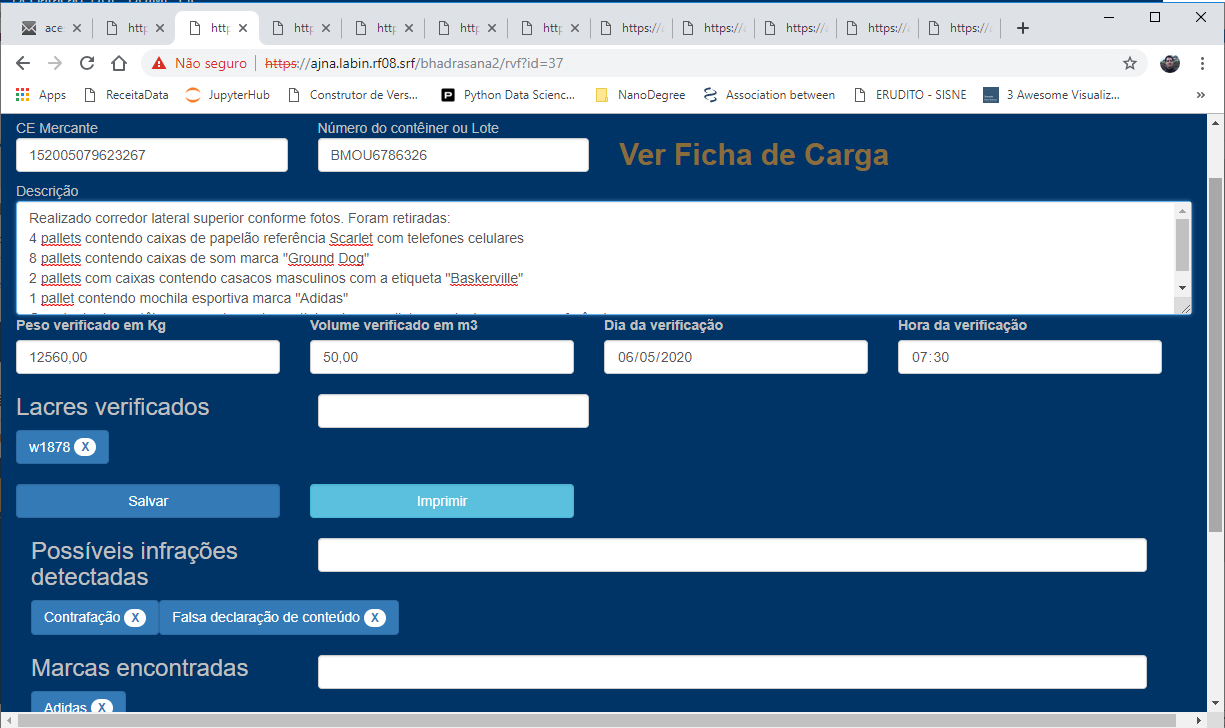 ace
http
http
http
http
http
http
https://a
https://a
https://a
https://a
https://a
Não seguro
https://ajna.labin.rf08.srf/bhadrasana2/rvf?id=37
Apps
ReceitaData
JupyterHub
Construtor de Vers...
Python Data Scienc...
NanoDegree
Association between
ERUDITO - SISNE
3 Awesome Visualiz...
»
CE Mercante
Número do contêiner ou Lote
152005079623267
BMOU6786326
Ver Ficha de Carga
Descrição
Realizado corredor lateral superior conforme fotos. Foram retiradas:
4 pallets contendo caixas de papelão referência Scarlet com telefones celulares
8 pallets contendo caixas de som marca "Ground Dog"
2 pallets com caixas contendo casacos masculinos com a etiqueta "Baskerville"
1 pallet contendo mochila esportiva marca "Adidas"
Peso verificado em Kg
Volume verificado em m3
Dia da verificação
Hora da verificação
12560,00
50,00
06/05/2020
07:30
Lacres verificados
w1878 X
Salvar
Imprimir
Possíveis infrações
detectadas
Contrafação X
Falsa declaração de conteúdo X
Marcas encontradas
Adidas X